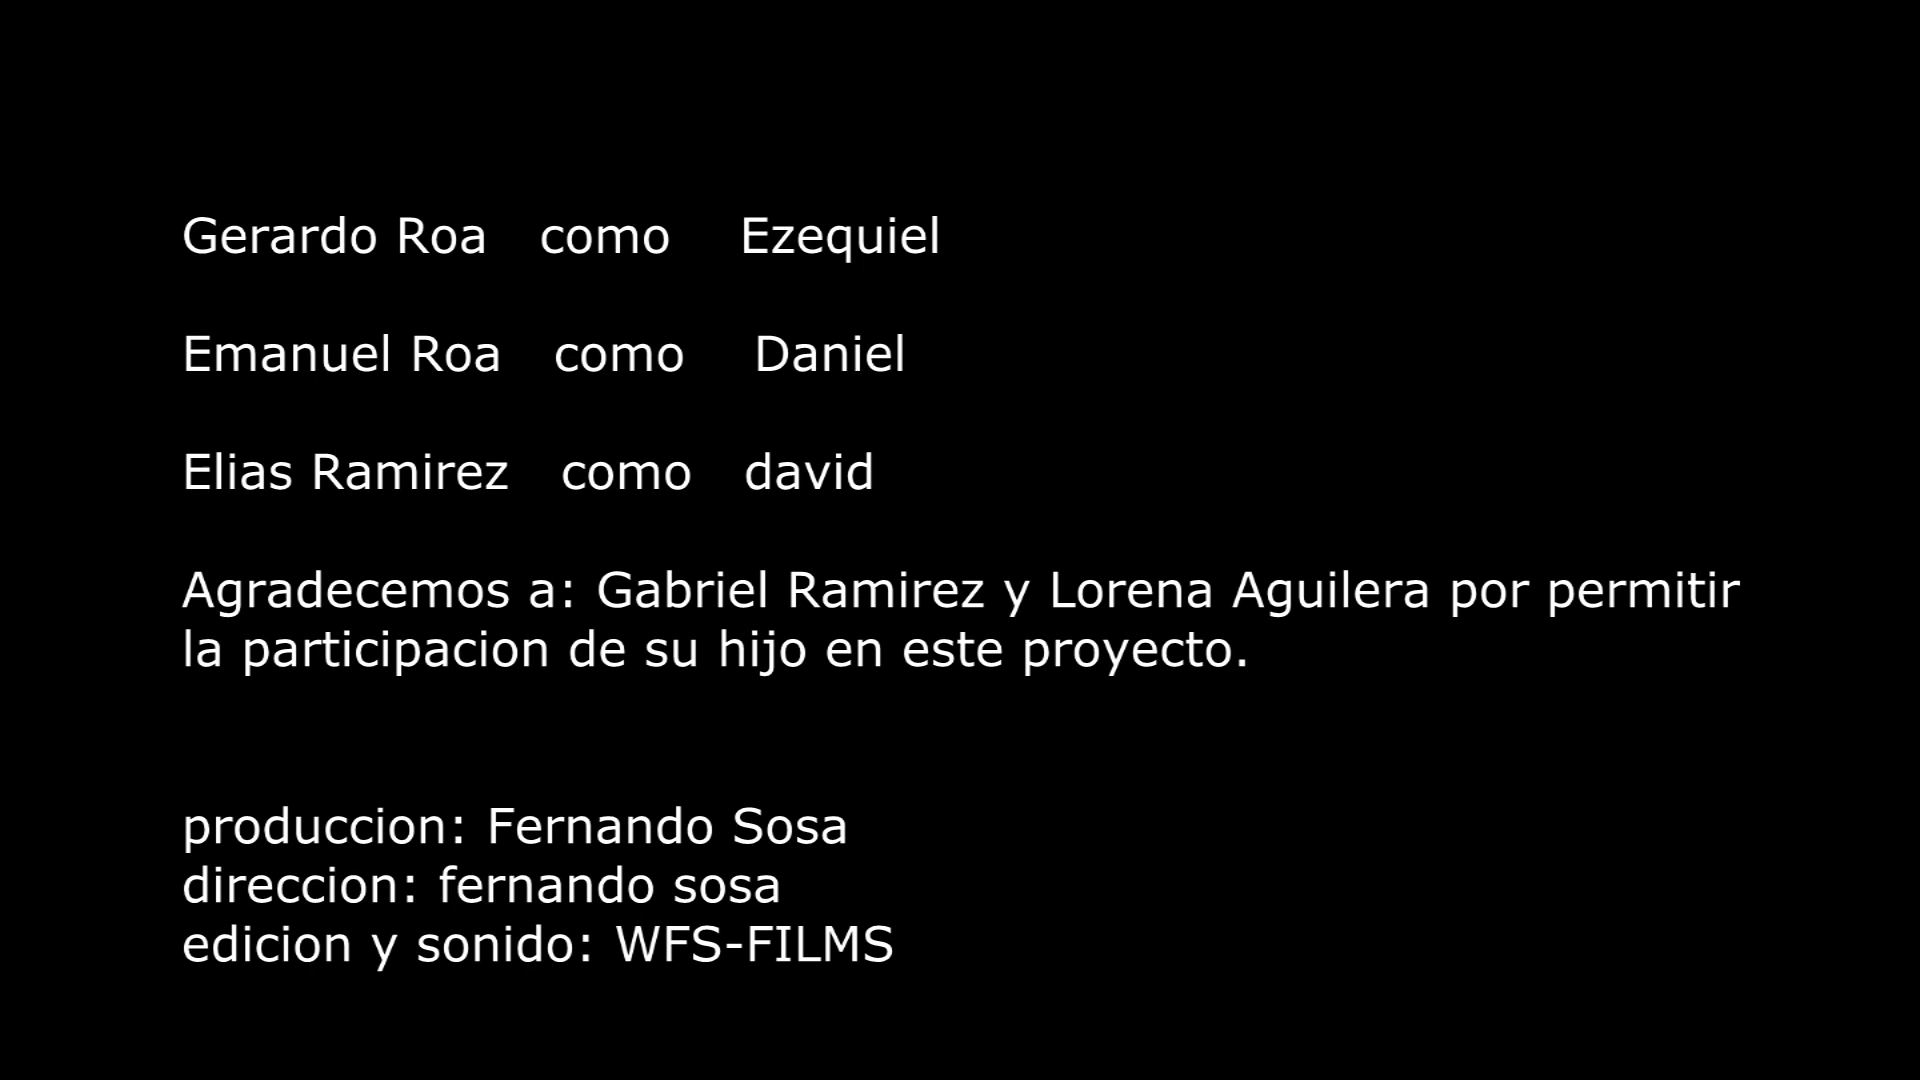 Gerardo Roa como Ezequiel
Emanuel Roa como Daniel
Elias Ramirez como david
Agradecemos a: Gabriel Ramirez y Lorena Aguilera por permitir
la participacion de su hijo en este proyecto.
produccion: Fernando Sosa
direccion: fernando sosa
edicion y sonido: WFS-FILMS